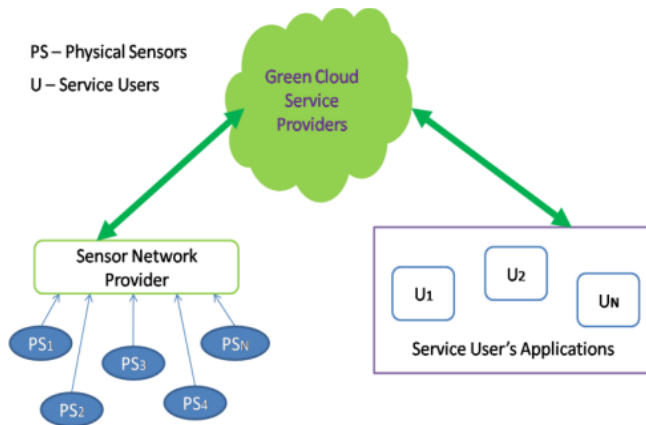 PS – Physical Sensors
U – Service Users
Green Cloud
Service
Providers
Sensor Network
Provider
PS1
PS2
PS3
PS4
PSN
U1
U2
UN
Service User's Applications